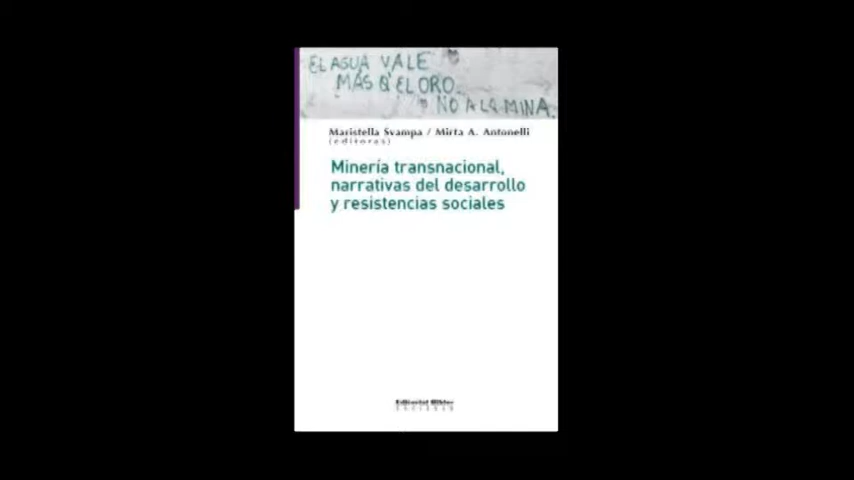 EL AGUA VALE
MÁS Q' EL ORO.
NO A LA MINA.
Maristella Svampa / Mirta A. Antonelli
(editoras)
Minería transnacional,
narrativas del desarrollo
y resistencias sociales
Editorial Biblos
SOCIEDAD